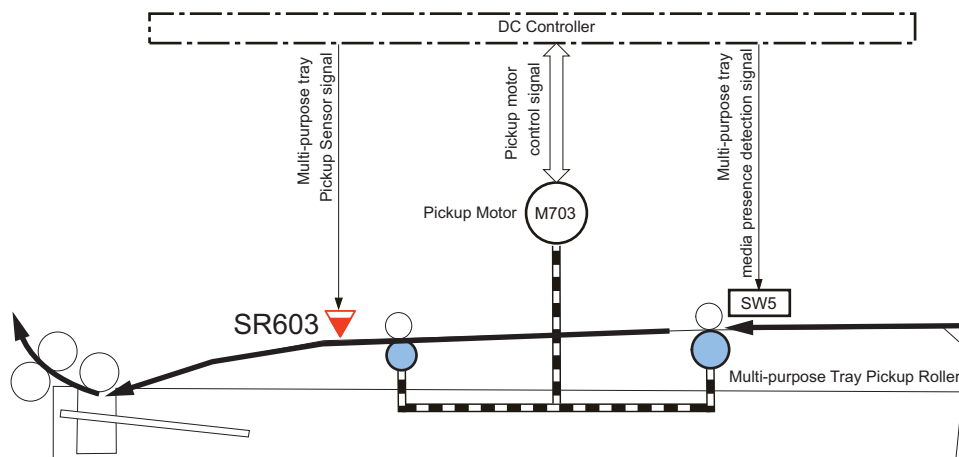 DC Controller
Multi-purpose tray
Pickup Sensor signal
Pickup motor
control signal
Multi-purpose tray
media presence detection signal
Pickup Motor
M703
SW5
SR603
Multi-purpose Tray Pickup Roller